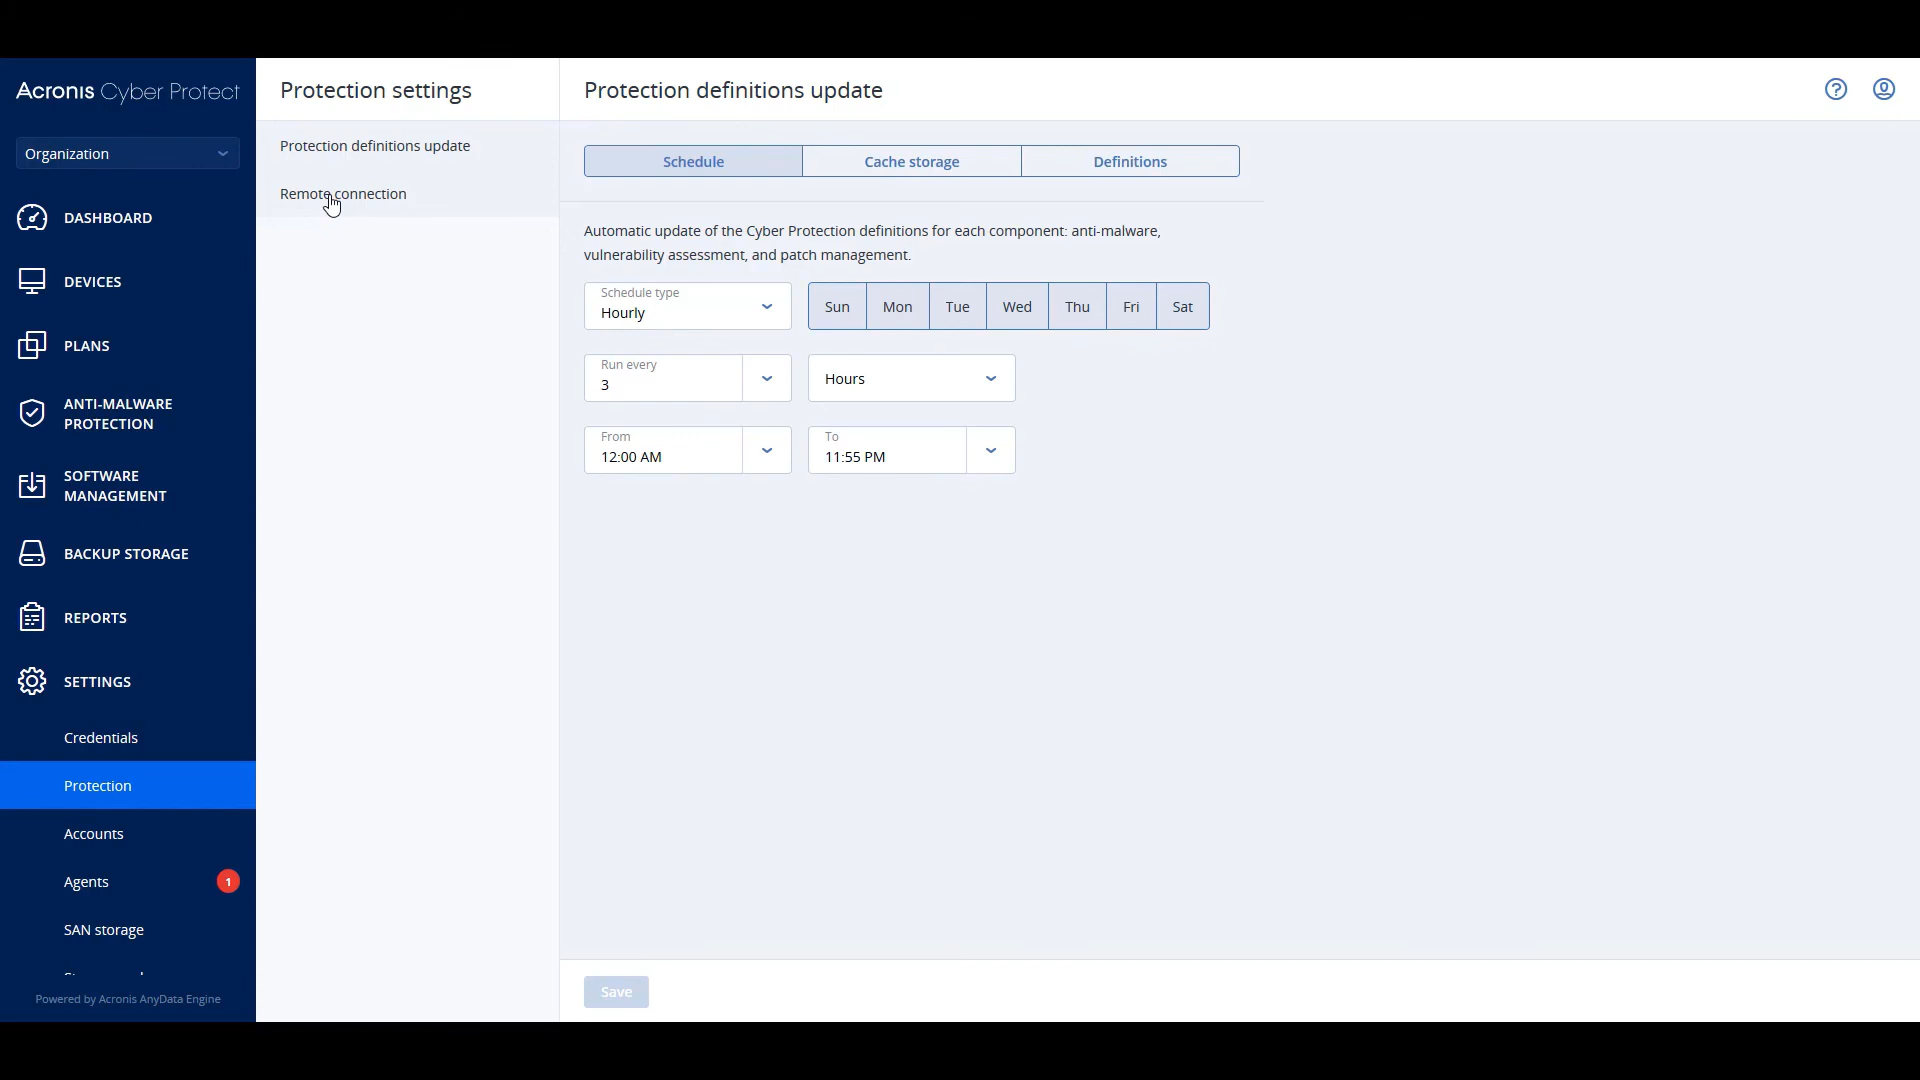 Acronis Cyber Protect
Organization
DASHBOARD
DEVICES
PLANS
ANTI-MALWARE
PROTECTION
SOFTWARE
MANAGEMENT
BACKUP STORAGE
REPORTS
SETTINGS
Credentials
Protection
Accounts
Agents 1
SAN storage
Powered by Acronis AnyData Engine
Protection settings
Protection definitions update
Remote connection
Protection definitions update
Schedule Cache storage Definitions
Automatic update of the Cyber Protection definitions for each component: anti-malware,
vulnerability assessment, and patch management.
Schedule type
Hourly
Sun Mon Tue Wed Thu Fri Sat
Run every
3
Hours
From
12:00 AM
To
11:55 PM
Save